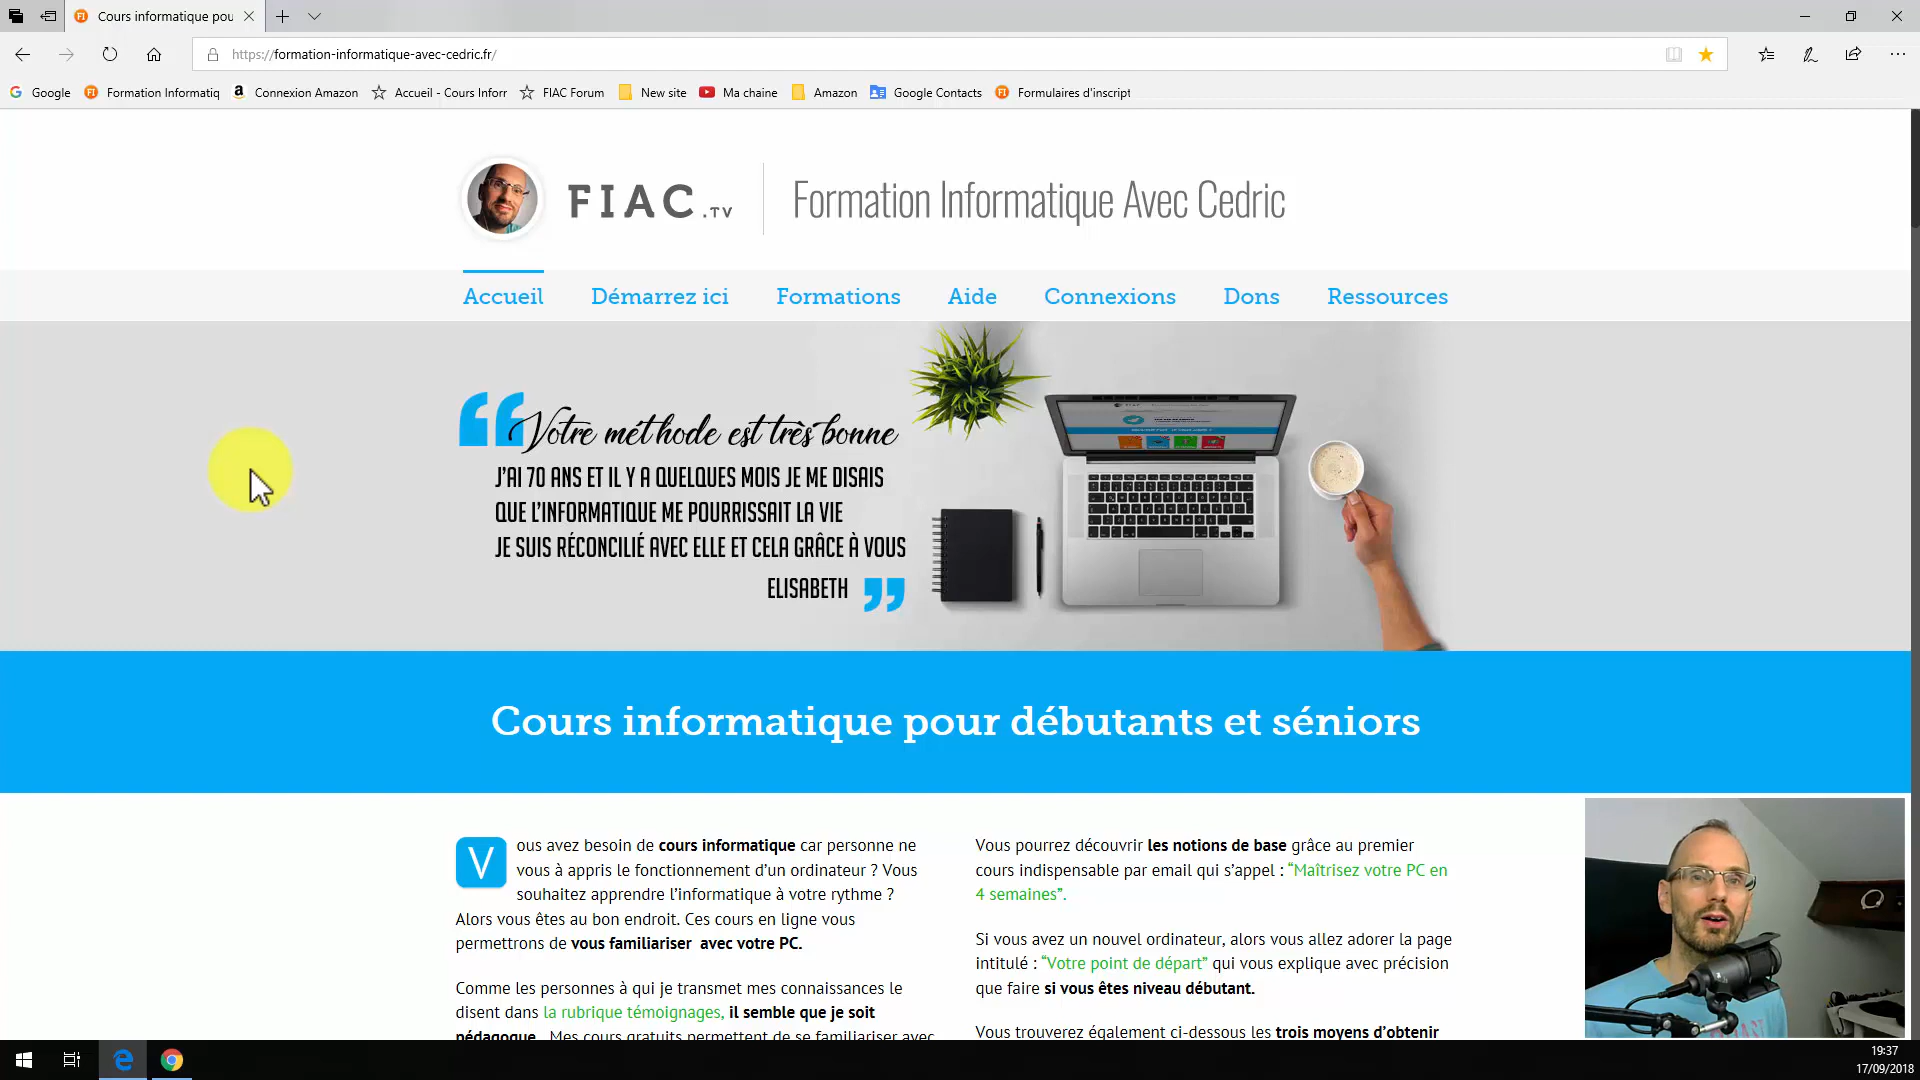 Cours informatique pou
https://formation-informatique-avec-cedric.fr/
Google Formation Informatiq Connexion Amazon Accueil - Cours Inforr FIAC Forum New site Ma chaine Amazon Google Contacts Formulaires d'inscript
FIAC.TV Formation Informatique Avec Cedric
Accueil Démarrez ici Formations Aide Connexions Dons Ressources
“Votre méthode est très bonne
J'AI 70 ANS ET IL Y A QUELQUES MOIS JE ME DISAIS
QUE L'INFORMATIQUE ME POURRISSAIT LA VIE
JE SUIS RÉCONCILIÉ AVEC ELLE ET CELA GRÂCE À VOUS
ELISABETH ”
Cours informatique pour débutants et séniors
Vous avez besoin de cours informatique car personne ne
vous à appris le fonctionnement d'un ordinateur ? Vous
souhaitez apprendre l'informatique à votre rythme ?
Alors vous êtes au bon endroit. Ces cours en ligne vous
permettrons de vous familiariser avec votre PC.
Comme les personnes à qui je transmet mes connaissances le
disent dans la rubrique témoignages, il semble que je soit
pédagogue. Mes cours gratuits permettent de se familiariser avec
Vous pourrez découvrir les notions de base grâce au premier
cours indispensable par email qui s'appel : “Maîtrisez votre PC en
4 semaines”.
Si vous avez un nouvel ordinateur, alors vous allez adorer la page
intitulé : “Votre point de départ” qui vous explique avec précision
que faire si vous êtes niveau débutant.
Vous trouverez également ci-dessous les trois moyens d'obtenir
19:37
17/09/2018